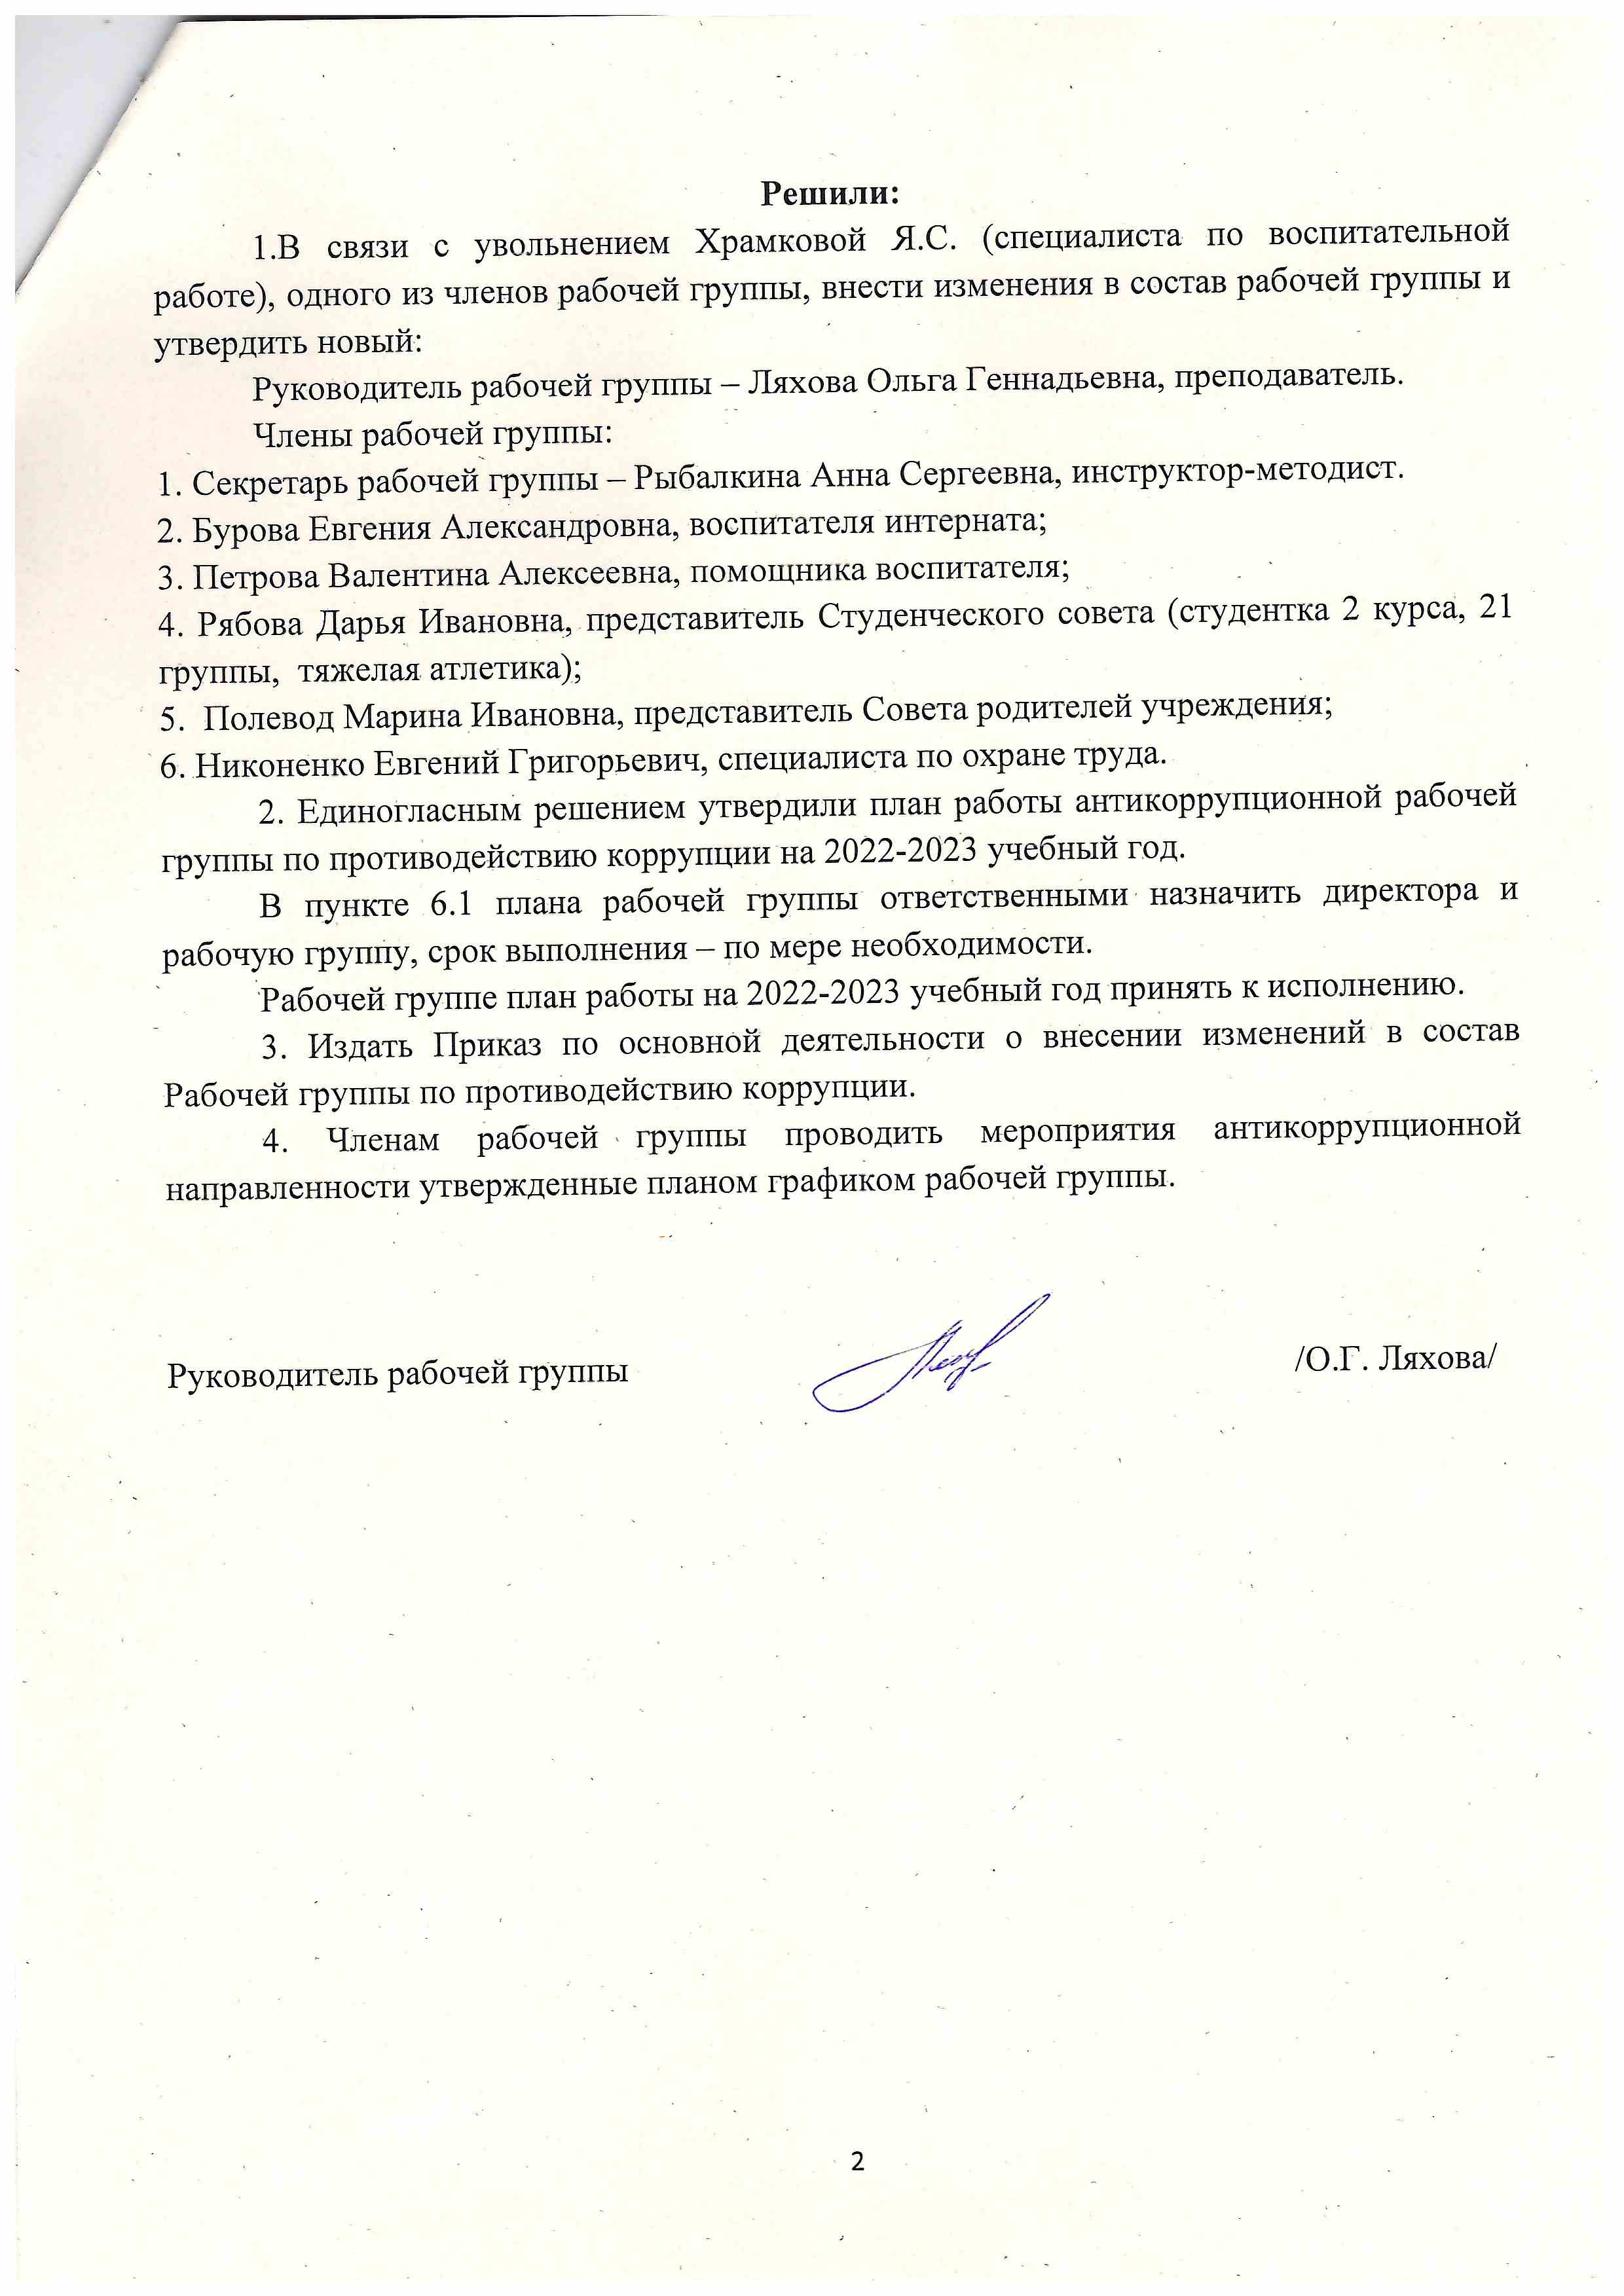 Решили:
1.В связи с увольнением Храмковой Я.С. (специалиста по воспитательной
работе), одного из членов рабочей группы, внести изменения в состав рабочей группы и
утвердить новый:
Руководитель рабочей группы – Ляхова Ольга Геннадьевна, преподаватель.
Члены рабочей группы:
1. Секретарь рабочей группы – Рыбалкина Анна Сергеевна, инструктор-методист.
2. Бурова Евгения Александровна, воспитателя интерната;
3. Петрова Валентина Алексеевна, помощника воспитателя;
4. Рябова Дарья Ивановна, представитель Студенческого совета (студентка 2 курса, 21
группы, тяжелая атлетика);
5. Полевод Марина Ивановна, представитель Совета родителей учреждения;
6. Никоненко Евгений Григорьевич, специалиста по охране труда.
2. Единогласным решением утвердили план работы антикоррупционной рабочей
группы по противодействию коррупции на 2022-2023 учебный год.
В пункте 6.1 плана рабочей группы ответственными назначить директора и
рабочую группу, срок выполнения – по мере необходимости.
Рабочей группе план работы на 2022-2023 учебный год принять к исполнению.
3. Издать Приказ по основной деятельности о внесении изменений в состав
Рабочей группы по противодействию коррупции.
4. Членам рабочей группы проводить мероприятия антикоррупционной
направленности утвержденные планом графиком рабочей группы.
Руководитель рабочей группы /О.Г. Ляхова/
2